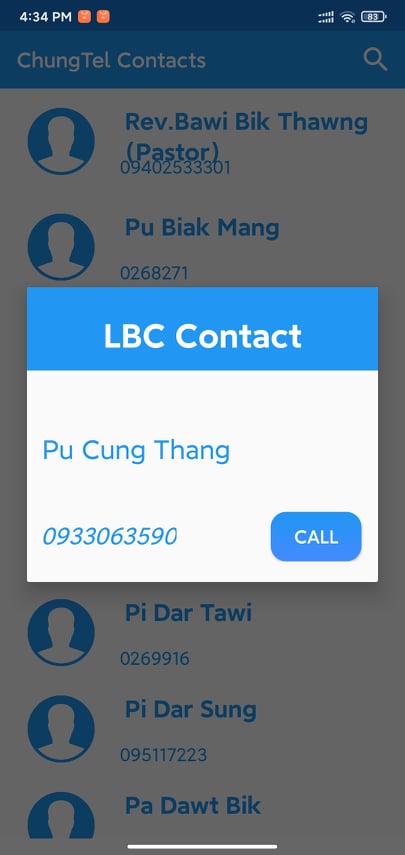 4:34 PM
83
ChungTel Contacts
Rev.Bawi Bik Thawng
(Pastor)
09402533301
Pu Biak Mang
0268271
LBC Contact
Pu Cung Thang
0933063590
CALL
Pi Dar Tawi
0269916
Pi Dar Sung
095117223
Pa Dawt Bik